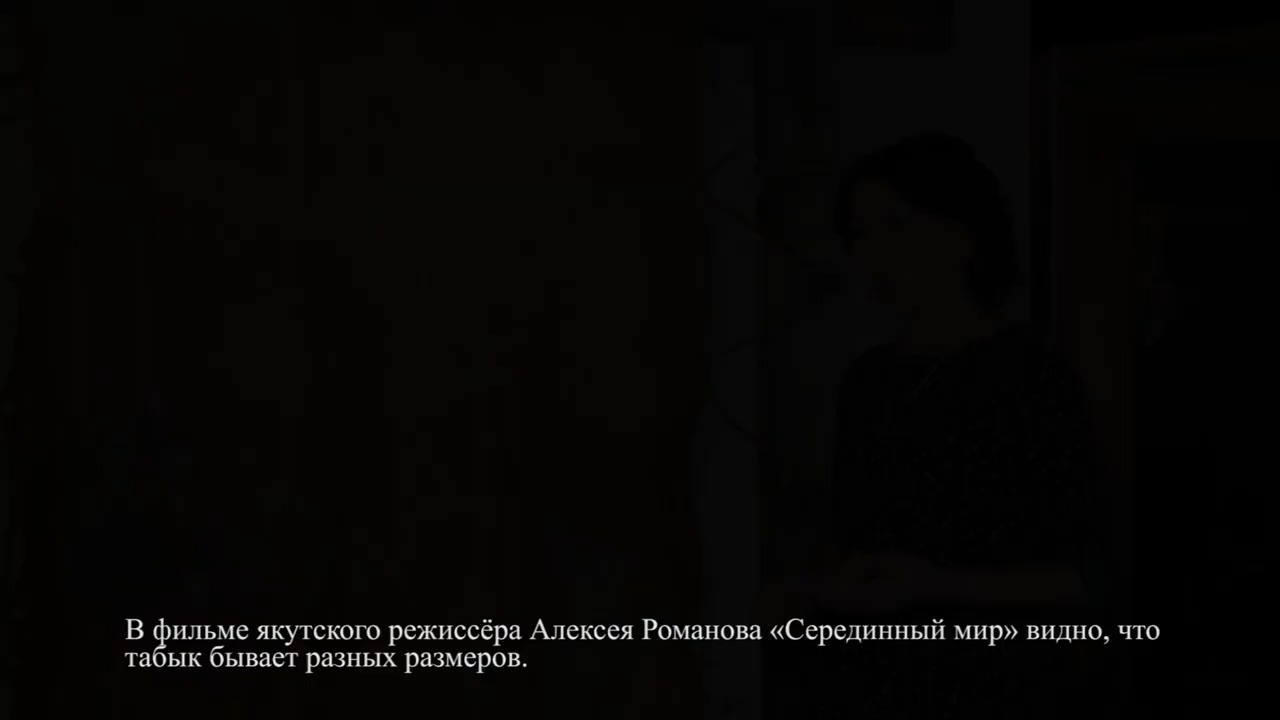 В фильме якутского режиссёра Алексея Романова «Серединный мир» видно, что
табык бывает разных размеров.